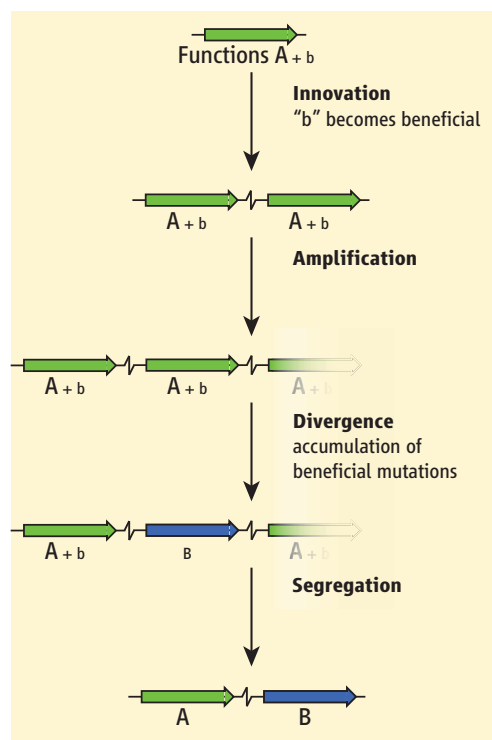 Functions A + b
Innovation
“b” becomes beneficial
A + b A + b
Amplification
A + b A + b A + b
Divergence
accumulation of
beneficial mutations
A + b B A + b
Segregation
A B